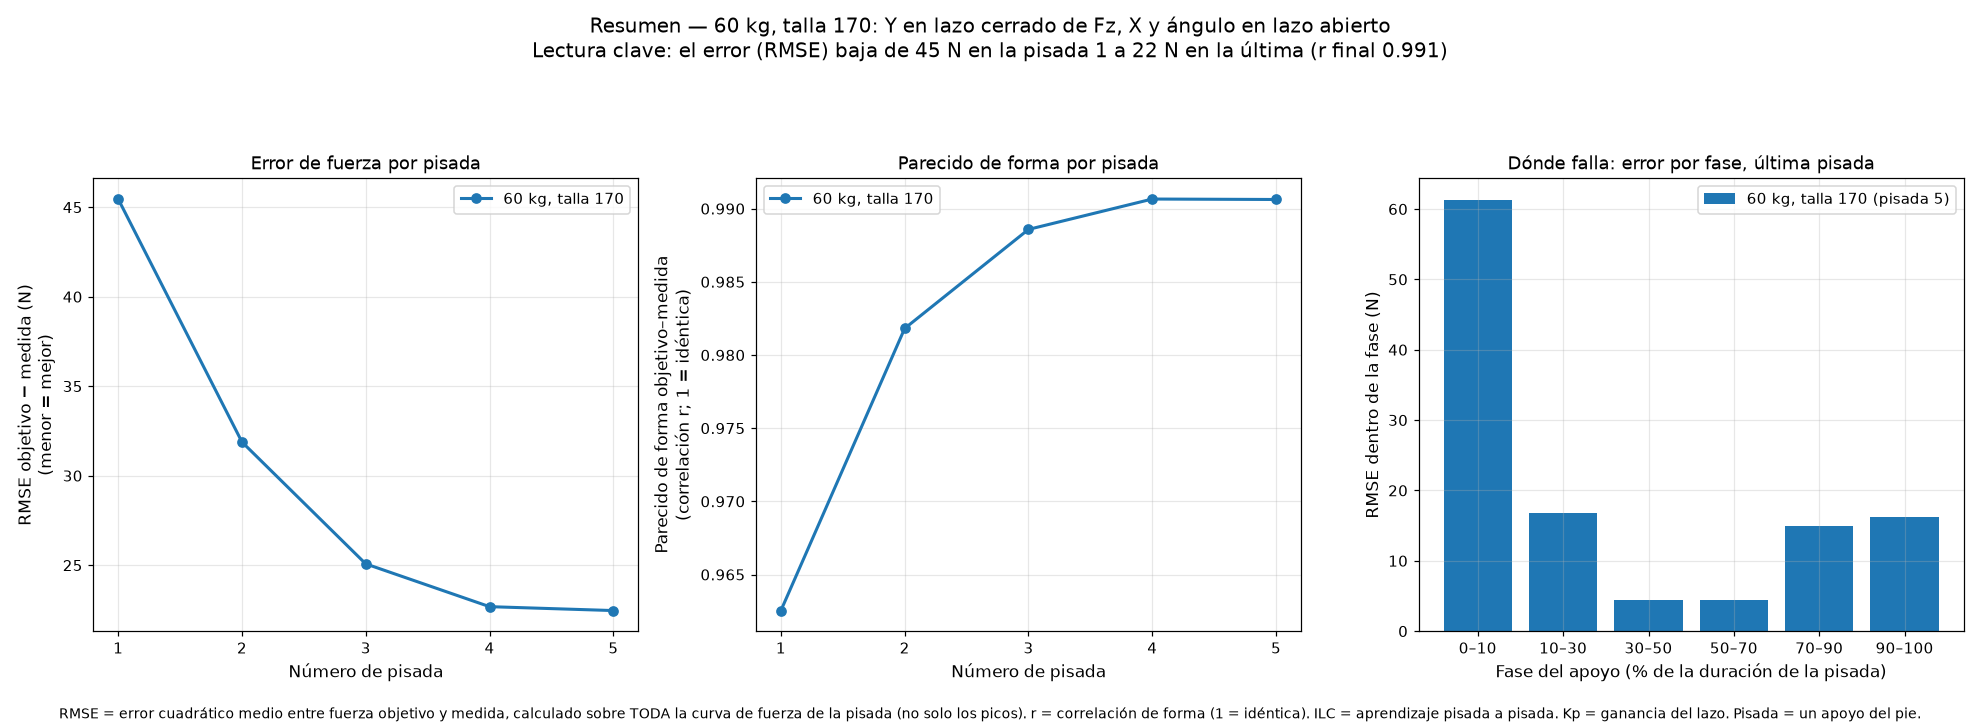 Resumen — 60 kg, talla 170: Y en lazo cerrado de Fz, X y ángulo en lazo abierto
Lectura clave: el error (RMSE) baja de 45 N en la pisada 1 a 22 N en la última (r final 0.991)
Error de fuerza por pisada
60 kg, talla 170
RMSE objetivo − medida (N)
(menor = mejor)
45
40
35
30
25
1
2
3
4
5
Número de pisada
Parecido de forma por pisada
60 kg, talla 170
Parecido de forma objetivo–medida
(correlación r; 1 = idéntica)
0.990
0.985
0.980
0.975
0.970
0.965
1
2
3
4
5
Número de pisada
Dónde falla: error por fase, última pisada
60 kg, talla 170 (pisada 5)
RMSE dentro de la fase (N)
60
50
40
30
20
10
0
0–10
10–30
30–50
50–70
70–90
90–100
Fase del apoyo (% de la duración de la pisada)
RMSE = error cuadrático medio entre fuerza objetivo y medida, calculado sobre TODA la curva de fuerza de la pisada (no solo los picos). r = correlación de forma (1 = idéntica). ILC = aprendizaje pisada a pisada. Kp = ganancia del lazo. Pisada = un apoyo del pie.